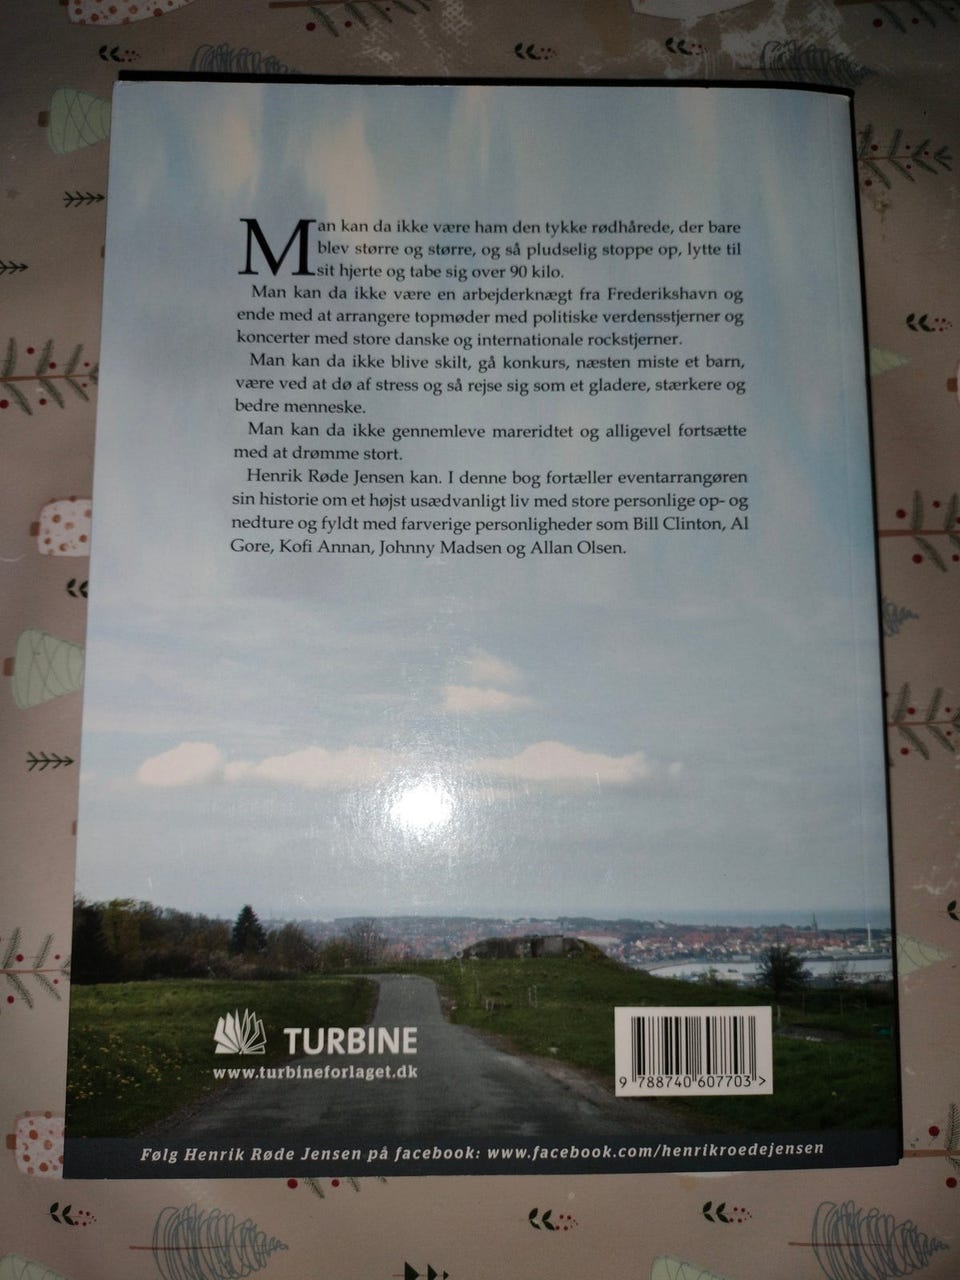 Man kan da ikke være ham den tykke rødhårede, der bare
blev større og større, og så pludselig stoppe op, lytte til
sit hjerte og tabe sig over 90 kilo.
Man kan da ikke være en arbejderknægt fra Frederikshavn og
ende med at arrangere topmøder med politiske verdensstjerner og
koncerter med store danske og internationale rockstjerner.
Man kan da ikke blive skilt, gå konkurs, næsten miste et barn,
være ved at dø af stress og så rejse sig som et gladere, stærkere og
bedre menneske.
Man kan da ikke gennemleve mareridtet og alligevel fortsætte
med at drømme stort.
Henrik Røde Jensen kan. I denne bog fortæller eventarrangøren
sin historie om et højst usædvanligt liv med store personlige op- og
nedture og fyldt med farverige personligheder som Bill Clinton, Al
Gore, Kofi Annan, Johnny Madsen og Allan Olsen.
TURBINE
www.turbineforlaget.dk
9 788740 607703 >
Følg Henrik Røde Jensen på facebook: www.facebook.com/henrikroedejensen